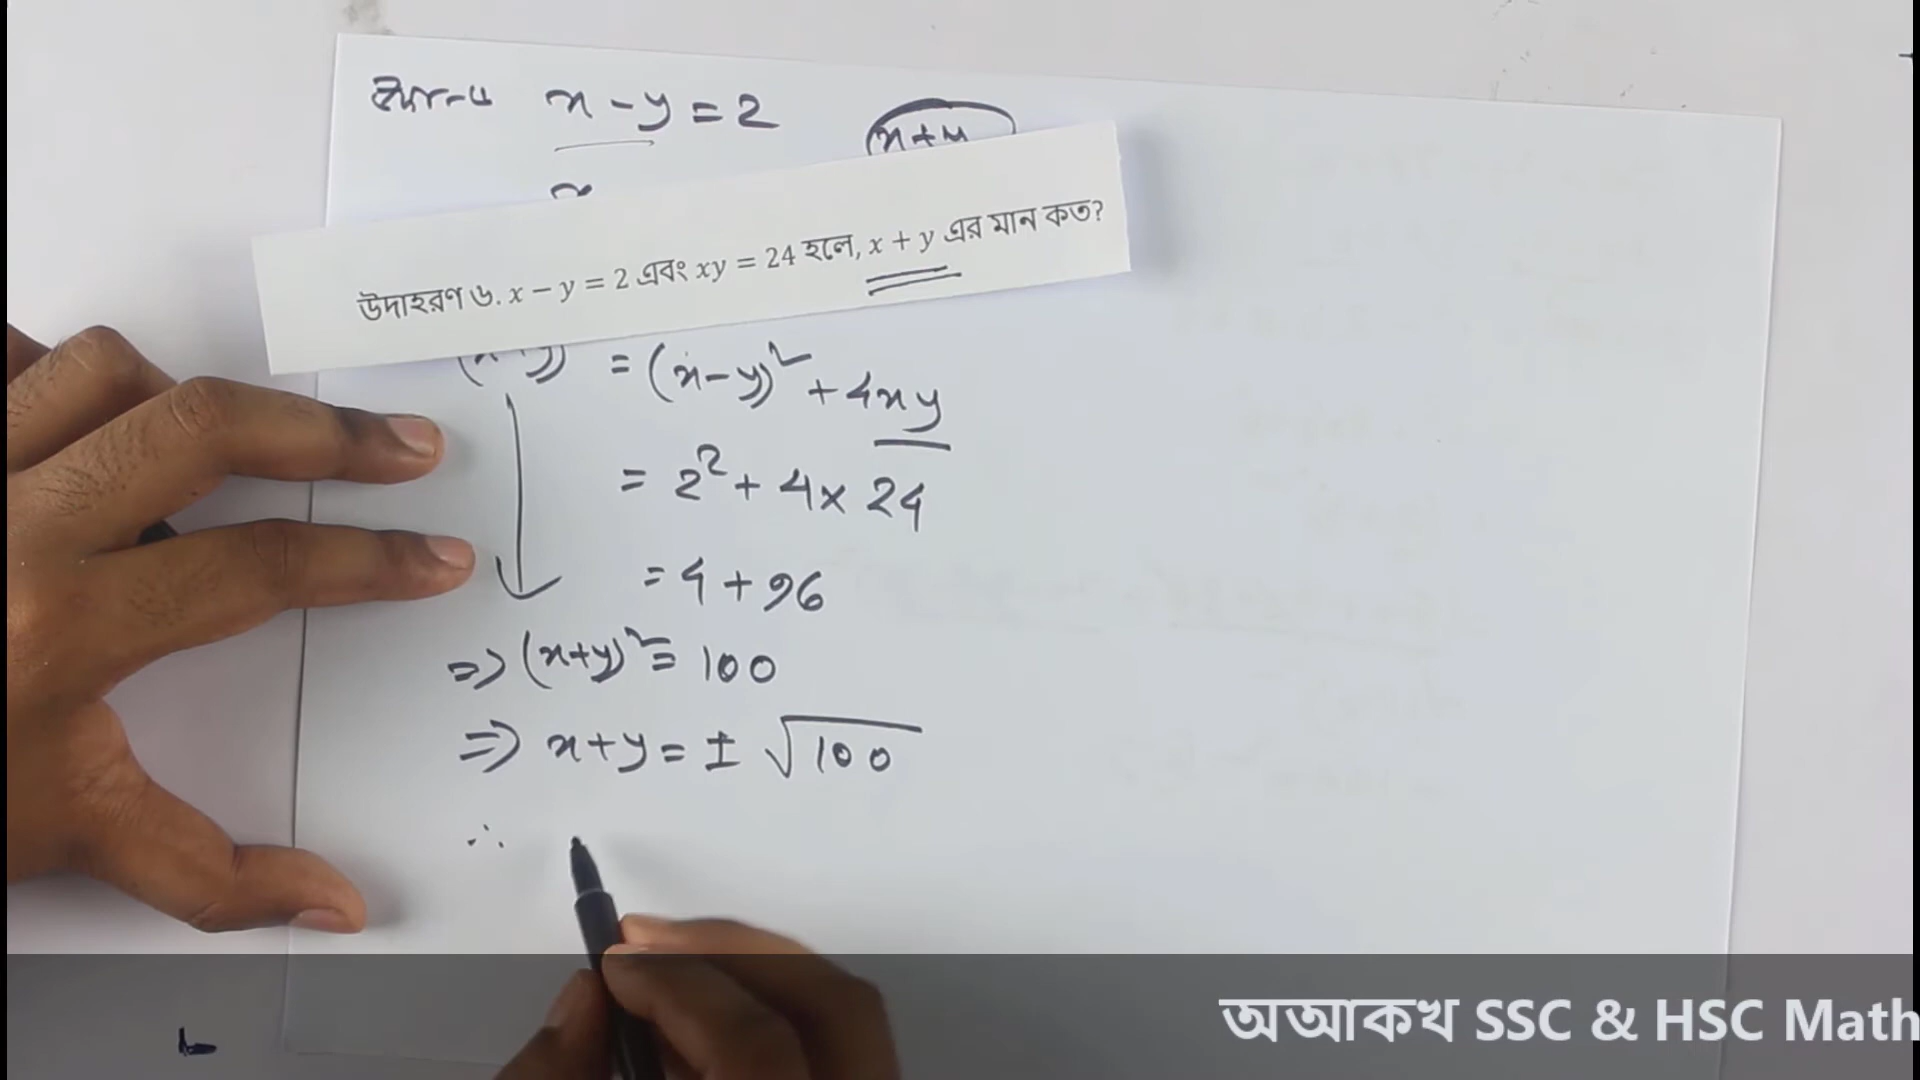 x - y = 2
x + y
উদাহরণ ৬. x − y = 2 এবং xy = 24 হলে, x + y এর মান কত?
= (x-y)² + 4xy
= 2² + 4 × 24
= 4 + 96
=> (x+y)² = 100
=> x+y = ± √100
∴
অআকখ SSC & HSC Math